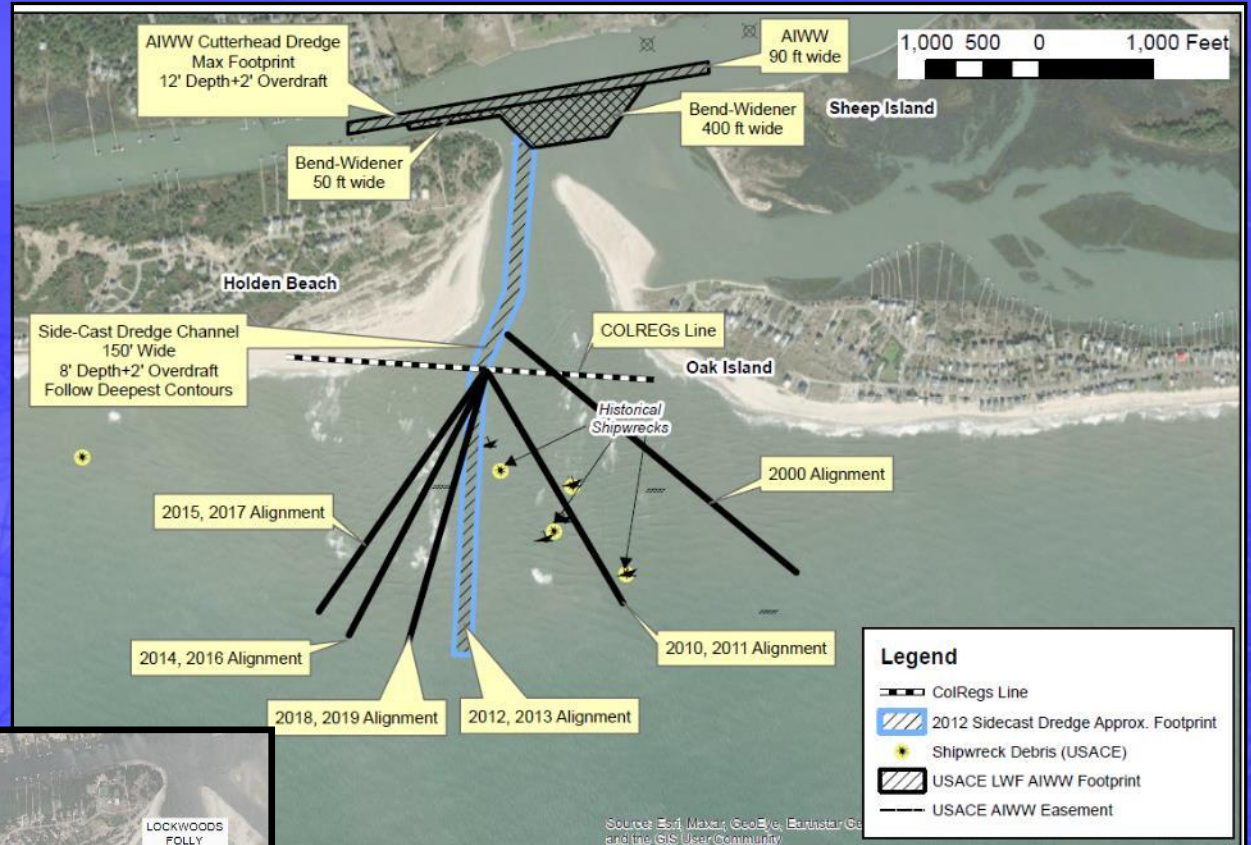 AIWW Cutterhead Dredge
Max Footprint
12' Depth+2' Overdraft
AIWW
90 ft wide
1,000 500 0 1,000 Feet
Bend-Widener
400 ft wide
Sheep Island
Bend-Widener
50 ft wide
Holden Beach
Side-Cast Dredge Channel
150' Wide
8' Depth+2' Overdraft
Follow Deepest Contours
COLREGs Line
Oak Island
Historical
Shipwrecks
2000 Alignment
2015, 2017 Alignment
2014, 2016 Alignment
2010, 2011 Alignment
2018, 2019 Alignment
2012, 2013 Alignment
Legend
ColRegs Line
2012 Sidecast Dredge Approx. Footprint
Shipwreck Debris (USACE)
USACE LWF AIWW Footprint
USACE AIWW Easement
LOCKWOODS
FOLLY
Source: Esri, Maxar, GeoEye, Earthstar Ge
and the GIS User Community